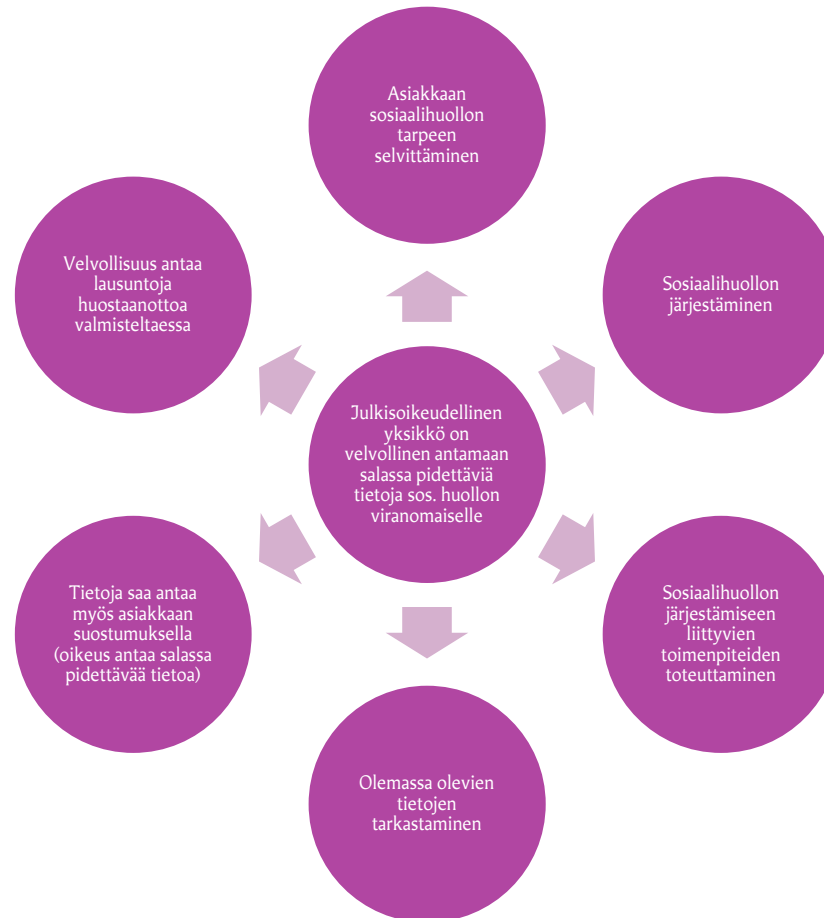 Asiakkaan
sosiaalihuollon
tarpeen
selvittäminen
Velvollisuus antaa
lausuntoja
huostaanottoa
valmisteltaessa
Sosiaalihuollon
järjestäminen
Julkisoikeudellinen
yksikkö on
velvollinen antamaan
salassa pidettäviä
tietoja sos. huollon
viranomaiselle
Tietoja saa antaa
myös asiakkaan
suostumuksella
(oikeus antaa salassa
pidettävää tietoa)
Sosiaalihuollon
järjestämiseen
liittyvien
toimenpiteiden
toteuttaminen
Olemassa olevien
tietojen
tarkastaminen